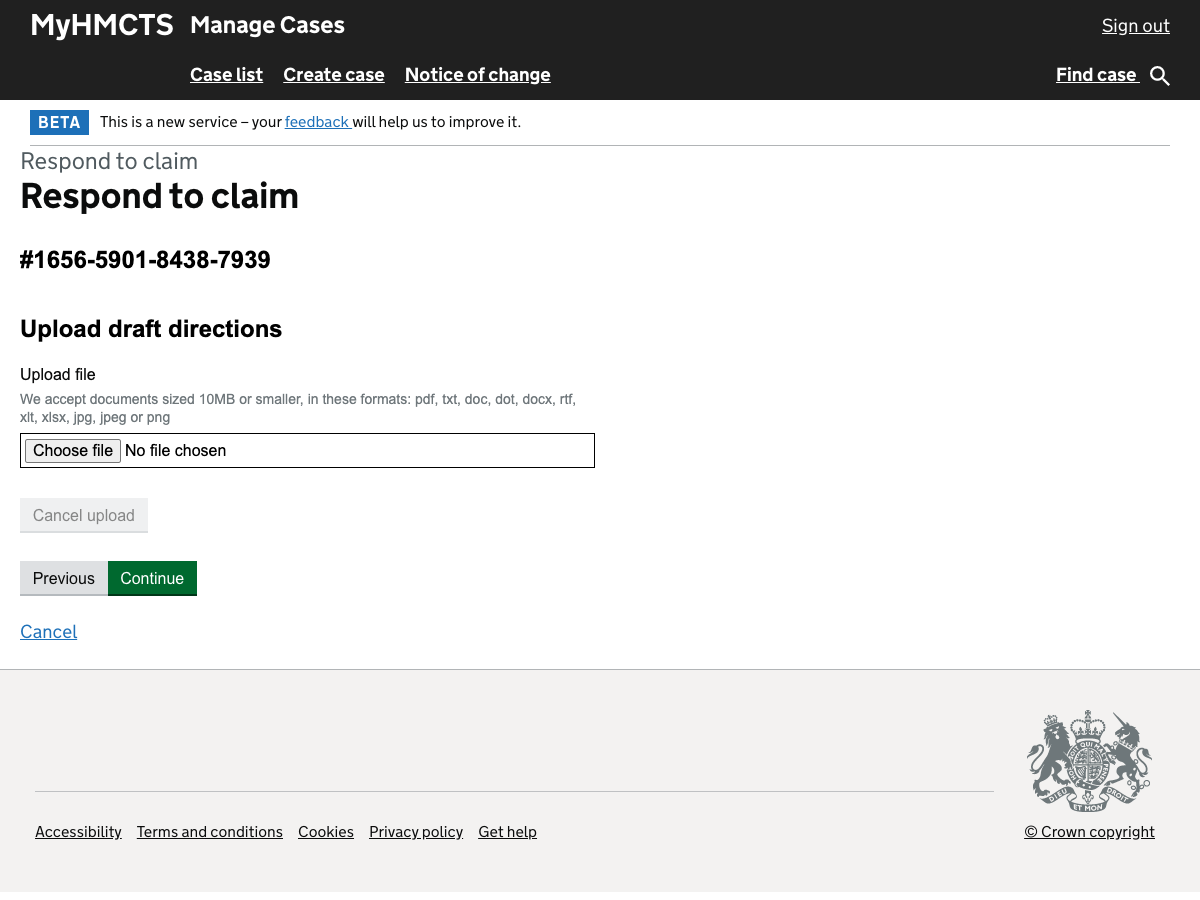 MyHMCTS Manage Cases Sign out
Case list Create case Notice of change Find case
BETA This is a new service – your feedback will help us to improve it.
Respond to claim
Respond to claim
#1656-5901-8438-7939
Upload draft directions
Upload file
We accept documents sized 10MB or smaller, in these formats: pdf, txt, doc, dot, docx, rtf,
xlt, xlsx, jpg, jpeg or png
Choose file No file chosen
Cancel upload
Previous Continue
Cancel
DIEU ET MON DROIT
Accessibility Terms and conditions Cookies Privacy policy Get help © Crown copyright